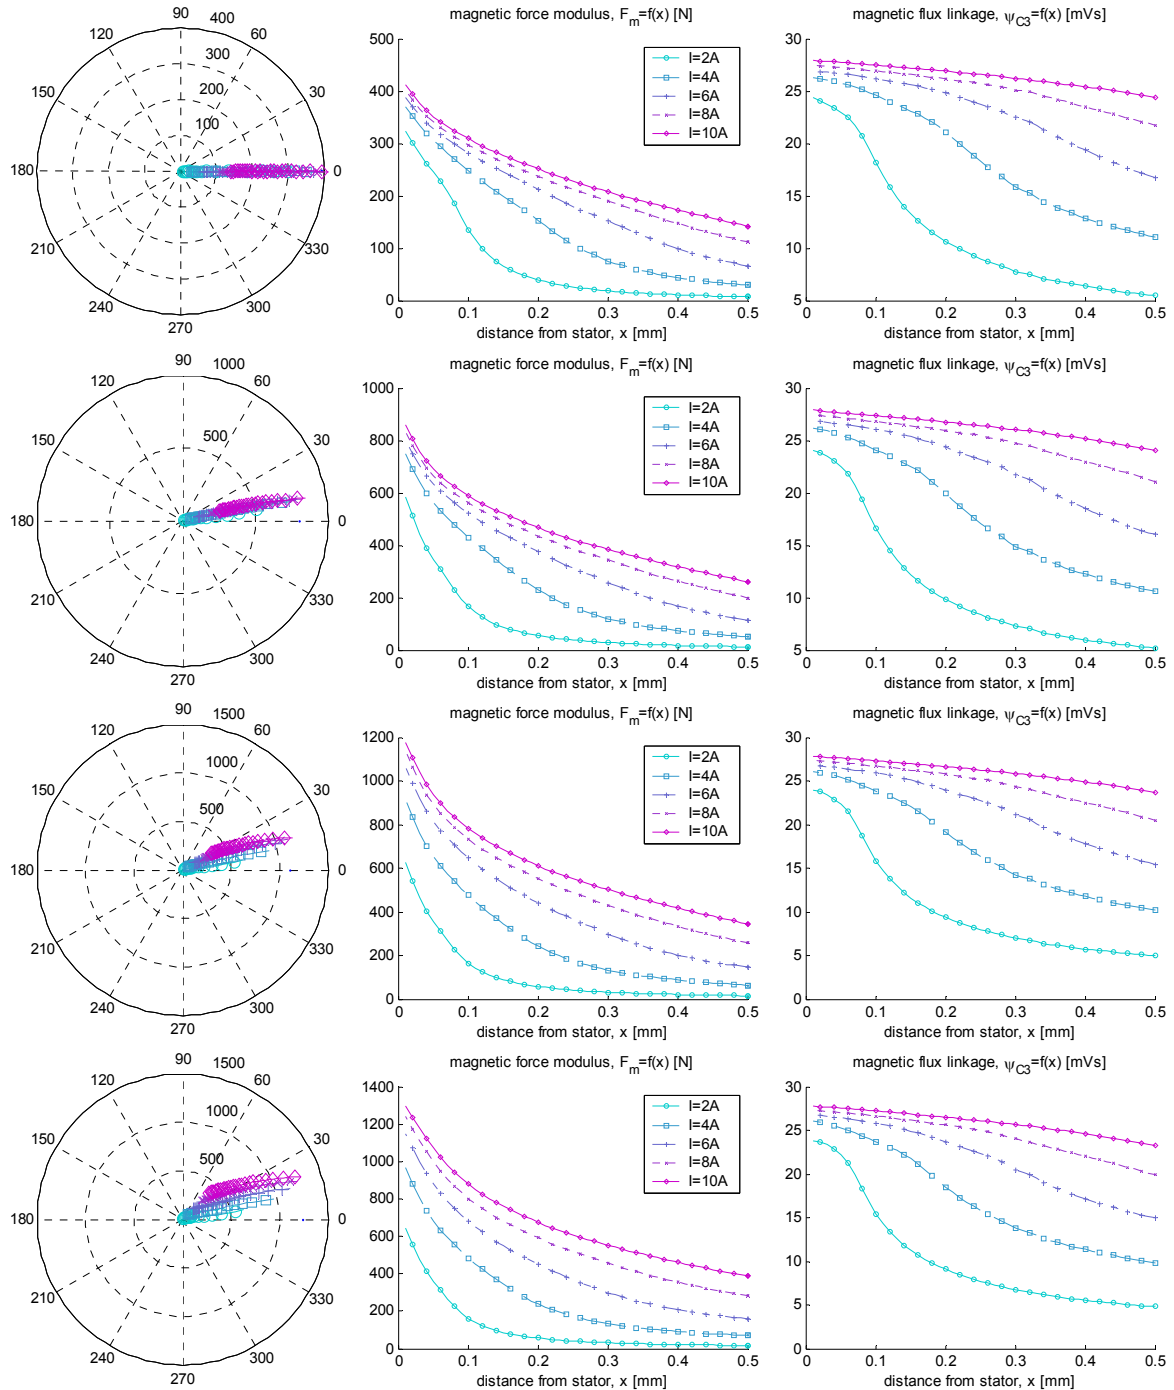 90
120
60
300
150
200
30
100
180
0
210
330
240
300
270
400
magnetic force modulus, F_m=f(x) [N]
500
400
300
200
100
0
I=2A
I=4A
I=6A
I=8A
I=10A
0 0.1 0.2 0.3 0.4 0.5
distance from stator, x [mm]
magnetic flux linkage, ψ_C3=f(x) [mVs]
30
25
20
15
10
5
0 0.1 0.2 0.3 0.4 0.5
distance from stator, x [mm]
90
1000
120
60
150
500
30
180
0
210
330
240
300
270
magnetic force modulus, F_m=f(x) [N]
1000
800
600
400
200
0
I=2A
I=4A
I=6A
I=8A
I=10A
0 0.1 0.2 0.3 0.4 0.5
distance from stator, x [mm]
magnetic flux linkage, ψ_C3=f(x) [mVs]
30
25
20
15
10
5
0 0.1 0.2 0.3 0.4 0.5
distance from stator, x [mm]
90
1500
120
60
1000
150
500
30
180
0
210
330
240
300
270
magnetic force modulus, F_m=f(x) [N]
1200
1000
800
600
400
200
0
I=2A
I=4A
I=6A
I=8A
I=10A
0 0.1 0.2 0.3 0.4 0.5
distance from stator, x [mm]
magnetic flux linkage, ψ_C3=f(x) [mVs]
30
25
20
15
10
5
0
0 0.1 0.2 0.3 0.4 0.5
distance from stator, x [mm]
90
1500
120
60
1000
150
500
30
180
0
210
330
240
300
270
magnetic force modulus, F_m=f(x) [N]
1400
1200
1000
800
600
400
200
0
I=2A
I=4A
I=6A
I=8A
I=10A
0 0.1 0.2 0.3 0.4 0.5
distance from stator, x [mm]
magnetic flux linkage, ψ_C3=f(x) [mVs]
30
25
20
15
10
5
0
0 0.1 0.2 0.3 0.4 0.5
distance from stator, x [mm]